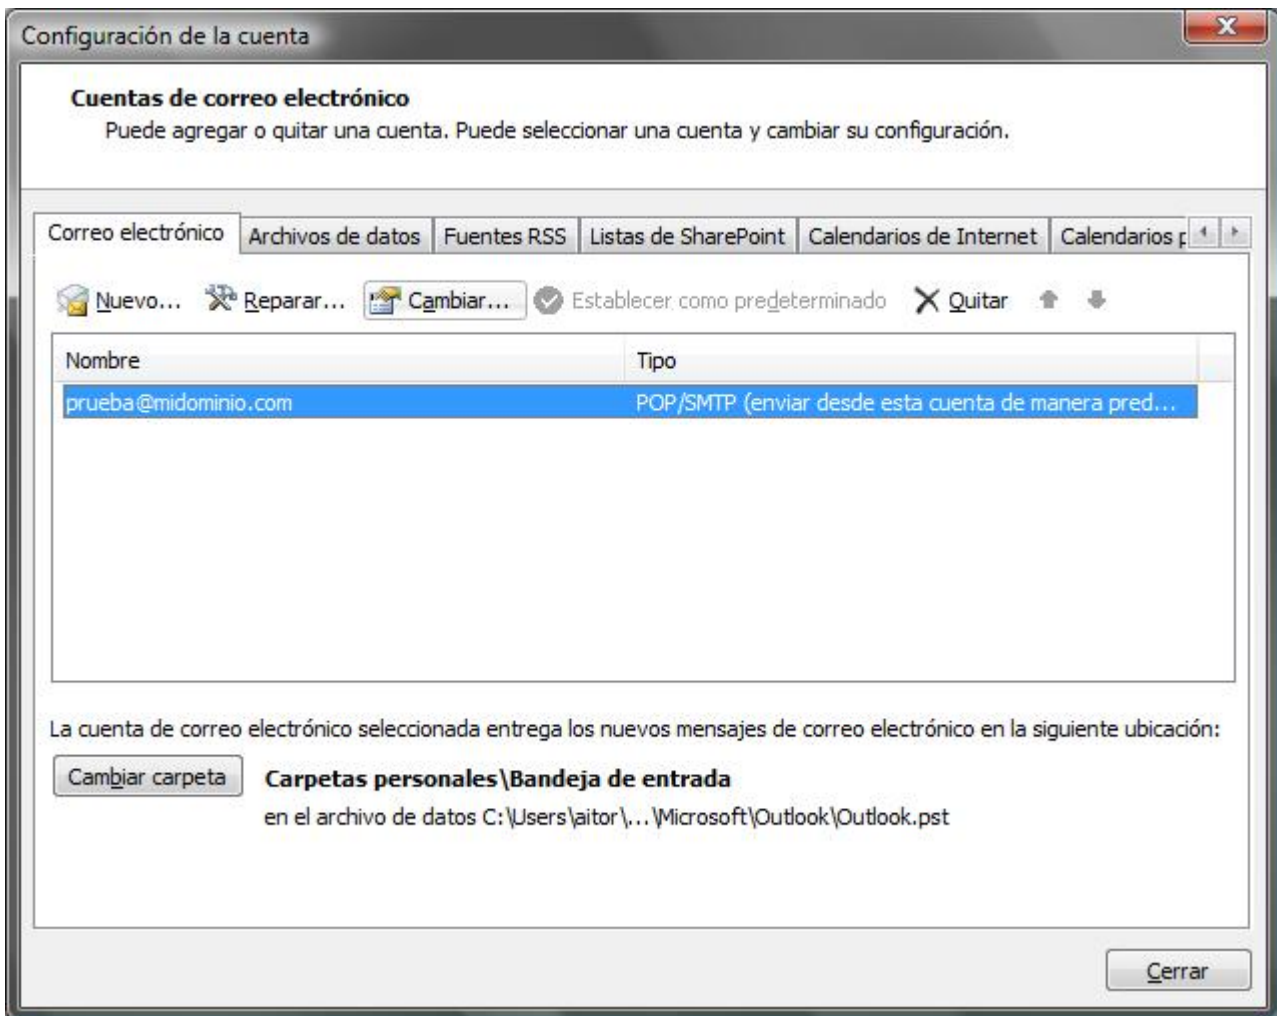 Configuración de la cuenta
Cuentas de correo electrónico
Puede agregar o quitar una cuenta. Puede seleccionar una cuenta y cambiar su configuración.
Correo electrónico Archivos de datos Fuentes RSS Listas de SharePoint Calendarios de Internet Calendarios p
Nuevo... Reparar... Cambiar... Establecer como predeterminado Quitar
Nombre Tipo
prueba@midominio.com POP/SMTP (enviar desde esta cuenta de manera pred...
La cuenta de correo electrónico seleccionada entrega los nuevos mensajes de correo electrónico en la siguiente ubicación:
Cambiar carpeta Carpetas personales\Bandeja de entrada
en el archivo de datos C:\Users\aitor\...\Microsoft\Outlook\Outlook.pst
Cerrar